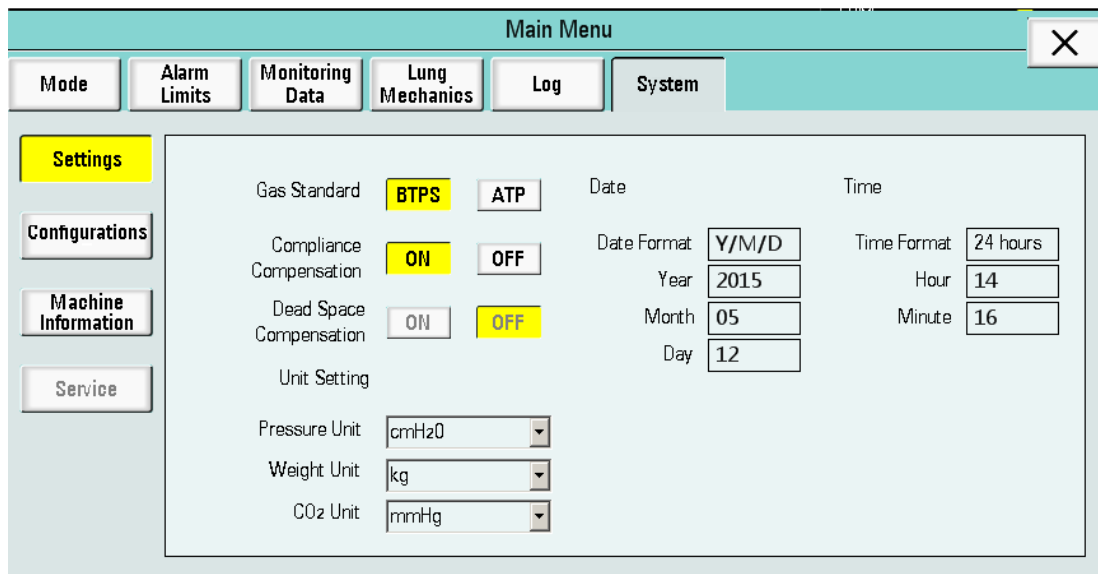 Main Menu
Mode
Alarm
Limits
Monitoring
Data
Lung
Mechanics
Log
System
Settings
Configurations
Machine
Information
Service
Gas Standard BTPS ATP
Compliance
Compensation ON OFF
Dead Space
Compensation ON OFF
Unit Setting
Pressure Unit cmH2O
Weight Unit kg
CO2 Unit mmHg
Date
Date Format Y/M/D
Year 2015
Month 05
Day 12
Time
Time Format 24 hours
Hour 14
Minute 16